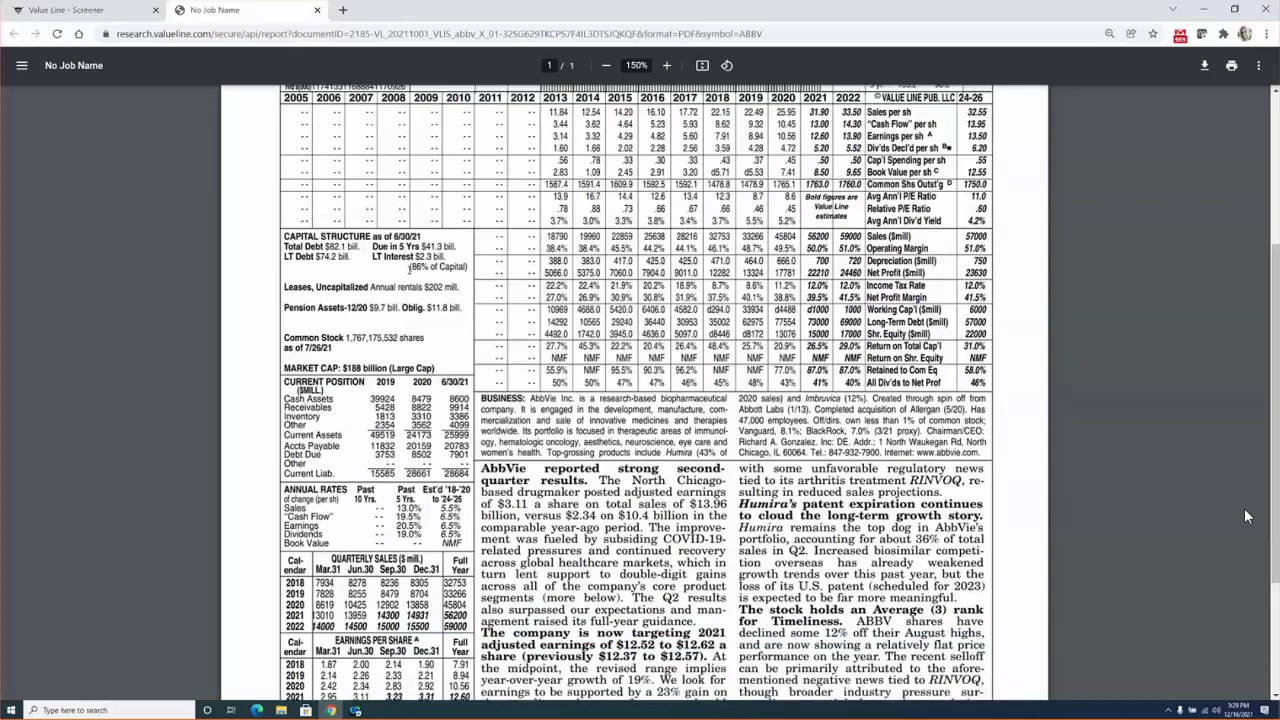 Value Line - Screener
No Job Name
research.valueline.com/secure/api/report?documentID=2185-VL_20211001_VLIS_abbv_X_01-32SG629TKCPS7F4IL3DTSJQKQF&format=PDF&symbol=ABBV
No Job Name
1 / 1
150%
2005 2006 2007 2008 2009 2010 2011 2012 2013 2014 2015 2016 2017 2018 2019 2020 2021 2022 © VALUE LINE PUB. LLC 24-26
-- -- -- -- -- -- -- -- 11.84 12.54 14.20 16.10 17.72 22.15 22.49 25.95 31.90 33.50 Sales per sh 32.55
-- -- -- -- -- -- -- -- 3.44 3.62 4.64 5.23 5.93 8.62 9.32 10.45 13.00 14.30 "Cash Flow" per sh 13.95
-- -- -- -- -- -- -- -- 3.14 3.32 4.29 4.82 5.60 7.91 8.94 10.56 12.60 13.90 Earnings per sh A 13.50
-- -- -- -- -- -- -- -- 1.60 1.66 2.02 2.28 2.56 3.59 4.28 4.72 5.20 5.52 Div'ds Decl'd per sh B■ 6.20
-- -- -- -- -- -- -- -- .56 .78 .33 .30 .33 .43 .37 .45 .50 .50 Cap'l Spending per sh .55
-- -- -- -- -- -- -- -- 2.83 1.09 2.45 2.91 3.20 d5.71 d5.53 7.41 8.50 9.65 Book Value per sh C 12.55
-- -- -- -- -- -- -- -- 1587.4 1591.4 1609.9 1592.5 1592.1 1478.8 1478.9 1765.1 1763.0 1760.0 Common Shs Outst'g D 1750.0
-- -- -- -- -- -- -- -- 13.9 16.7 14.4 12.6 13.4 12.3 8.7 8.6 Bold figures are Avg Ann'l P/E Ratio 11.0
-- -- -- -- -- -- -- -- .78 .88 .73 .66 .67 .66 .46 .45 Value Line Relative P/E Ratio .60
-- -- -- -- -- -- -- -- 3.7% 3.0% 3.3% 3.8% 3.4% 3.7% 5.5% 5.2% estimates Avg Ann'l Div'd Yield 4.2%
CAPITAL STRUCTURE as of 6/30/21
Total Debt $82.1 bill. Due in 5 Yrs $41.3 bill.
LT Debt $74.2 bill. LT Interest $2.3 bill.
(86% of Capital)
Leases, Uncapitalized Annual rentals $202 mill.
Pension Assets-12/20 $9.7 bill. Oblig. $11.8 bill.
Common Stock 1,767,175,532 shares
as of 7/26/21
MARKET CAP: $188 billion (Large Cap)
-- -- 18790 19960 22859 25638 28216 32753 33266 45804 56200 59000 Sales ($mill) 57000
-- -- 38.4% 38.4% 45.5% 44.2% 44.1% 46.1% 48.7% 49.5% 50.0% 51.0% Operating Margin 51.0%
-- -- 388.0 383.0 417.0 425.0 425.0 471.0 464.0 666.0 700 720 Depreciation ($mill) 750
-- -- 5066.0 5375.0 7060.0 7904.0 9011.0 12282 13324 17781 22210 24460 Net Profit ($mill) 23630
-- -- 22.2% 22.4% 21.9% 20.2% 18.9% 8.7% 8.6% 11.2% 12.0% 12.0% Income Tax Rate 12.0%
-- -- 27.0% 26.9% 30.9% 30.8% 31.9% 37.5% 40.1% 38.8% 39.5% 41.5% Net Profit Margin 41.5%
-- -- 10969 4688.0 5420.0 6406.0 4582.0 d294.0 33934 d4488 d1000 1000 Working Cap'l ($mill) 6000
-- -- 14292 10565 29240 36440 30953 35002 62975 77554 73000 69000 Long-Term Debt ($mill) 57000
-- -- 4492.0 1742.0 3945.0 4636.0 5097.0 d8446 d8172 13076 15000 17000 Shr. Equity ($mill) 22000
-- -- 27.7% 45.3% 22.2% 20.4% 26.4% 48.4% 25.7% 20.9% 26.5% 29.0% Return on Total Cap'l 31.0%
-- -- NMF NMF NMF NMF NMF NMF NMF NMF NMF NMF Return on Shr. Equity NMF
-- -- 55.9% NMF 95.5% 90.3% 96.2% NMF NMF 77.0% 87.0% 87.0% Retained to Com Eq 58.0%
-- -- 50% 50% 47% 47% 46% 45% 48% 43% 41% 40% All Div'ds to Net Prof 46%
CURRENT POSITION 2019 2020 6/30/21
($MILL.)
Cash Assets 39924 8479 8600
Receivables 5428 8822 9914
Inventory 1813 3310 3386
Other 2354 3562 4099
Current Assets 49519 24173 25999
Accts Payable 11832 20159 20783
Debt Due 3753 8502 7901
Other -- -- --
Current Liab. 15585 28661 28684
ANNUAL RATES Past Past Est'd '18-'20
of change (per sh) 10 Yrs. 5 Yrs. to '24-'26
Sales -- 13.0% 5.5%
"Cash Flow" -- 19.5% 6.5%
Earnings -- 20.5% 6.5%
Dividends -- 19.0% 6.5%
Book Value -- -- NMF
Cal- QUARTERLY SALES ($ mill.) Full
endar Mar.31 Jun.30 Sep.30 Dec.31 Year
2018 7934 8278 8236 8305 32753
2019 7828 8255 8479 8704 33266
2020 8619 10425 12902 13858 45804
2021 13010 13959 14300 14931 56200
2022 14000 14500 15000 15500 59000
Cal- EARNINGS PER SHARE A Full
endar Mar.31 Jun.30 Sep.30 Dec.31 Year
2018 1.87 2.00 2.14 1.90 7.91
2019 2.14 2.26 2.33 2.21 8.94
2020 2.42 2.34 2.83 2.92 10.56
2021 2.95 3.11 3.23 3.31 12.60
BUSINESS: AbbVie Inc. is a research-based biopharmaceutical
company. It is engaged in the development, manufacture, com-
mercialization and sale of innovative medicines and therapies
worldwide. Its portfolio is focused in therapeutic areas of immunol-
ogy, hematologic oncology, aesthetics, neuroscience, eye care and
women's health. Top-grossing products include Humira (43% of
2020 sales) and Imbruvica (12%). Created through spin off from
Abbott Labs (1/13). Completed acquisition of Allergan (5/20). Has
47,000 employees. Off/dirs. own less than 1% of common stock;
Vanguard, 8.1%; BlackRock, 7.0% (3/21 proxy). Chairman/CEO:
Richard A. Gonzalez. Inc: DE. Addr.: 1 North Waukegan Rd, North
Chicago, IL 60064. Tel.: 847-932-7900. Internet: www.abbvie.com.
AbbVie reported strong second-
quarter results. The North Chicago-
based drugmaker posted adjusted earnings
of $3.11 a share on total sales of $13.96
billion, versus $2.34 on $10.4 billion in the
comparable year-ago period. The improve-
ment was fueled by subsiding COVID-19-
related pressures and continued recovery
across global healthcare markets, which in
turn lent support to double-digit gains
across all of the company's core product
segments (more below). The Q2 results
also surpassed our expectations and man-
agement raised its full-year guidance.
The company is now targeting 2021
adjusted earnings of $12.52 to $12.62 a
share (previously $12.37 to $12.57). At
the midpoint, the revised range implies
year-over-year growth of 19%. We look for
earnings to be supported by a 23% gain on
with some unfavorable regulatory news
tied to its arthritis treatment RINVOQ, re-
sulting in reduced sales projections.
Humira's patent expiration continues
to cloud the long-term growth story.
Humira remains the top dog in AbbVie's
portfolio, accounting for about 36% of total
sales in Q2. Increased biosimilar competi-
tion overseas has already weakened
growth trends over this past year, but the
loss of its U.S. patent (scheduled for 2023)
is expected to be far more meaningful.
The stock holds an Average (3) rank
for Timeliness. ABBV shares have
declined some 12% off their August highs,
and are now showing a relatively flat price
performance on the year. The recent selloff
can be primarily attributed to the afore-
mentioned negative news tied to RINVOQ,
though broader industry pressure sur-
Type here to search
3:29 PM
12/16/2021